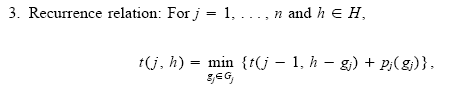 3. Recurrence relation: For j = 1, . . . , n and h ∈ H,
t(j, h) = min {t(j − 1, h − gⱼ) + pⱼ(gⱼ)},
gⱼ∈Gⱼ